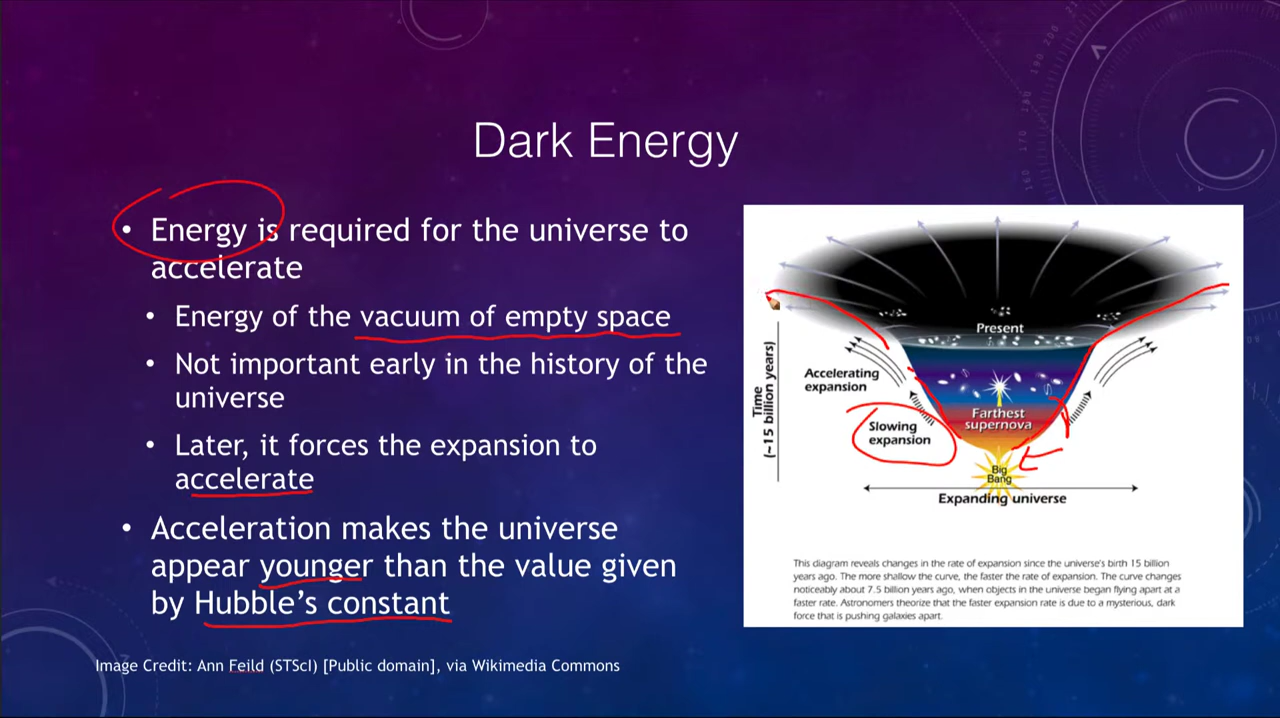 Dark Energy
• Energy is required for the universe to
accelerate
• Energy of the vacuum of empty space
• Not important early in the history of the
universe
• Later, it forces the expansion to
accelerate
• Acceleration makes the universe
appear younger than the value given
by Hubble's constant
Image Credit: Ann Feild (STScI) [Public domain], via Wikimedia Commons
Present
Accelerating
expansion
Time
(~15 billion years)
Farthest
supernova
Slowing
expansion
Big
Bang
Expanding universe
This diagram reveals changes in the rate of expansion since the universe's birth 15 billion
years ago. The more shallow the curve, the faster the rate of expansion. The curve changes
noticeably about 7.5 billion years ago, when objects in the universe began flying apart at a
faster rate. Astronomers theorize that the faster expansion rate is due to a mysterious, dark
force that is pushing galaxies apart.